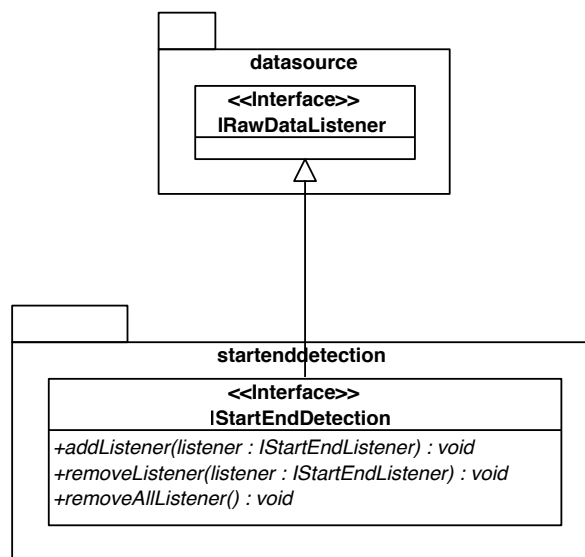 datasource
<<Interface>>
IRawDataListener
startenddetection
<<Interface>>
IStartEndDetection
+addListener(listener : IStartEndListener) : void
+removeListener(listener : IStartEndListener) : void
+removeAllListener() : void